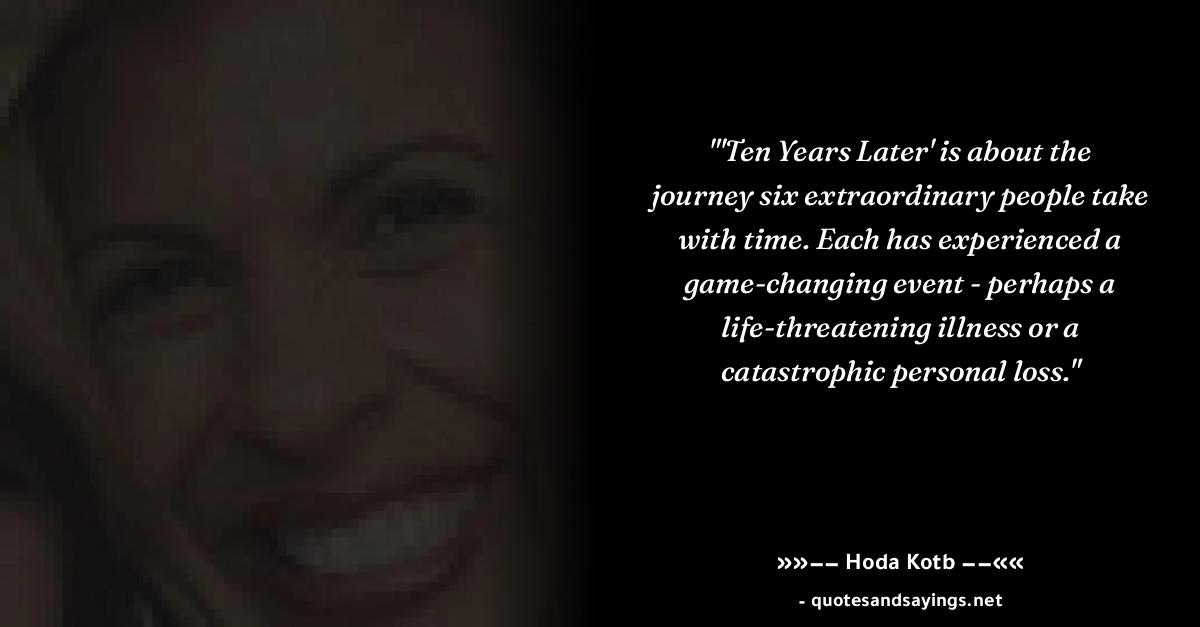 "'Ten Years Later' is about the
journey six extraordinary people take
with time. Each has experienced a
game-changing event - perhaps a
life-threatening illness or a
catastrophic personal loss."
»»−− Hoda Kotb −−««
- quotesandsayings.net